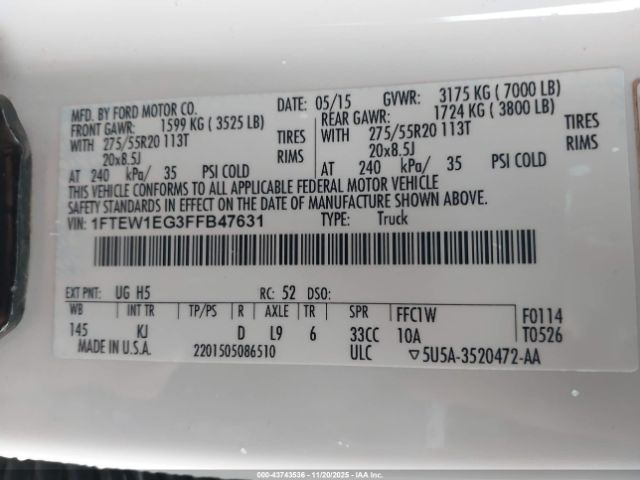 MFD. BY FORD MOTOR CO. DATE: 05/15 GVWR: 3175 KG ( 7000 LB)
FRONT GAWR: 1599 KG ( 3525 LB) REAR GAWR: 1724 KG ( 3800 LB)
WITH 275/55R20 113T TIRES WITH 275/55R20 113T TIRES
20x8.5J RIMS 20x8.5J RIMS
AT 240 kPa/ 35 PSI COLD AT 240 kPa/ 35 PSI COLD
THIS VEHICLE CONFORMS TO ALL APPLICABLE FEDERAL MOTOR VEHICLE
SAFETY STANDARDS IN EFFECT ON THE DATE OF MANUFACTURE SHOWN ABOVE.
VIN: 1FTEW1EG3FFB47631 TYPE: Truck
EXT PNT: UG H5 RC: 52 DSO:
WB INT TR TP/PS R AXLE TR SPR FFC1W F0114
145 KJ D L9 6 33CC 10A T0526
MADE IN U.S.A. 2201505086510 ULC ▽5U5A-3520472-AA
000-43743536 - 11/20/2025 - IAAI.com